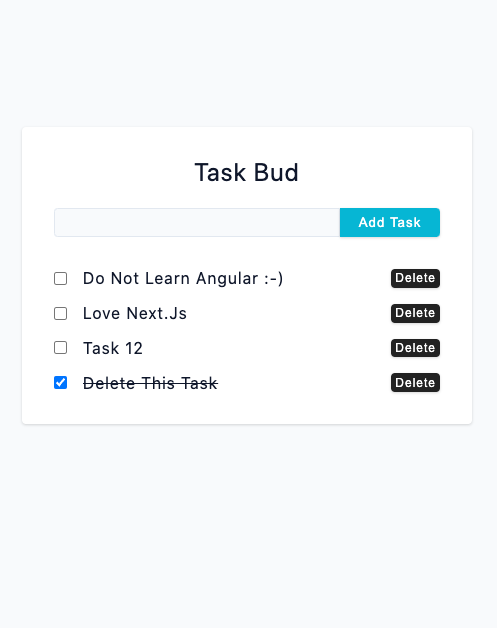 Task Bud
Add Task
Do Not Learn Angular :-) Delete
Love Next.Js Delete
Task 12 Delete
Delete This Task Delete